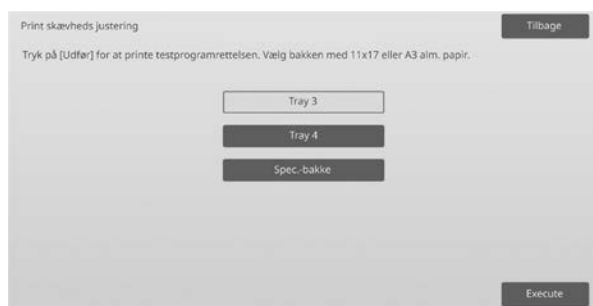 Print skævheds justering
Tilbage
Tryk på [Udfør] for at printe testprogramrettelsen. Vælg bakken med 11x17 eller A3 alm. papir.
Tray 3
Tray 4
Spec.-bakke
Execute